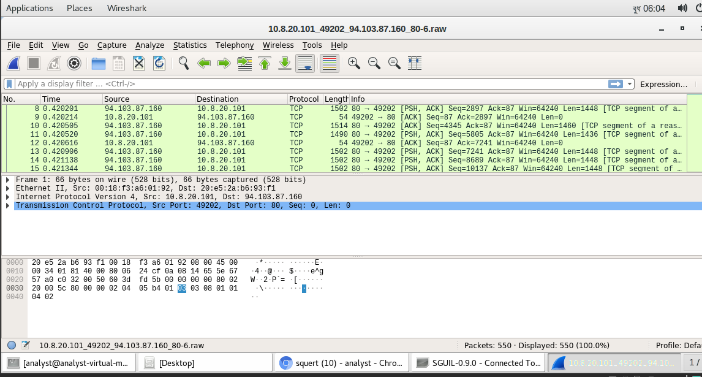 Applications Places Wireshark बुध 06:04
10.8.20.101_49202_94.103.87.160_80-6.raw
File Edit View Go Capture Analyze Statistics Telephony Wireless Tools Help
Apply a display filter ... <Ctrl-/> Expression...
No. Time Source Destination Protocol Length Info
8 0.420201 94.103.87.160 10.8.20.101 TCP 1502 80 → 49202 [PSH, ACK] Seq=2897 Ack=87 Win=64240 Len=1448 [TCP segment of a…
9 0.420214 10.8.20.101 94.103.87.160 TCP 54 49202 → 80 [ACK] Seq=87 Ack=5897 Win=64240 Len=0
10 0.420505 94.103.87.160 10.8.20.101 TCP 1514 80 → 49202 [ACK] Seq=4345 Ack=87 Win=64240 Len=1460 [TCP segment of a reas…
11 0.420520 94.103.87.160 10.8.20.101 TCP 1490 80 → 49202 [PSH, ACK] Seq=5805 Ack=87 Win=64240 Len=1436 [TCP segment of a…
12 0.420616 10.8.20.101 94.103.87.160 TCP 54 49202 → 80 [ACK] Seq=87 Ack=7241 Win=64240 Len=0
13 0.420906 94.103.87.160 10.8.20.101 TCP 1502 80 → 49202 [PSH, ACK] Seq=7241 Ack=87 Win=64240 Len=1448 [TCP segment of a…
14 0.421138 94.103.87.160 10.8.20.101 TCP 1502 80 → 49202 [PSH, ACK] Seq=8689 Ack=87 Win=64240 Len=1448 [TCP segment of a…
15 0.421344 94.103.87.160 10.8.20.101 TCP 1502 80 → 49202 [PSH, ACK] Seq=10137 Ack=87 Win=64240 Len=1448 [TCP segment of…
Frame 1: 66 bytes on wire (528 bits), 66 bytes captured (528 bits)
Ethernet II, Src: 00:18:f3:a6:01:92, Dst: 20:e5:2a:b6:93:f1
Internet Protocol Version 4, Src: 10.8.20.101, Dst: 94.103.87.160
Transmission Control Protocol, Src Port: 49202, Dst Port: 80, Seq: 0, Len: 0
0000 20 e5 2a b6 93 f1 00 18 f3 a6 01 92 08 00 45 00 ·*····· ······E·
0010 00 34 01 81 40 00 80 06 24 cf 0a 08 14 65 5e 67 ·4··@··· $····e^g
0020 57 a0 c0 32 00 50 60 3d fd 5b 00 00 00 00 80 02 W··2·P`= ·[······
0030 20 00 5c 80 00 00 02 04 05 b4 01 03 03 08 01 01 ·\····· ········
0040 04 02 ··
10.8.20.101_49202_94.103.87.160_80-6.raw Packets: 550 · Displayed: 550 (100.0%) Profile: Defa
[analyst@analyst-virtual-m… [Desktop] squert (10) - analyst - Chro… SGUIL-0.9.0 - Connected To… 10.8.20.101_49202_94.10… 1 /